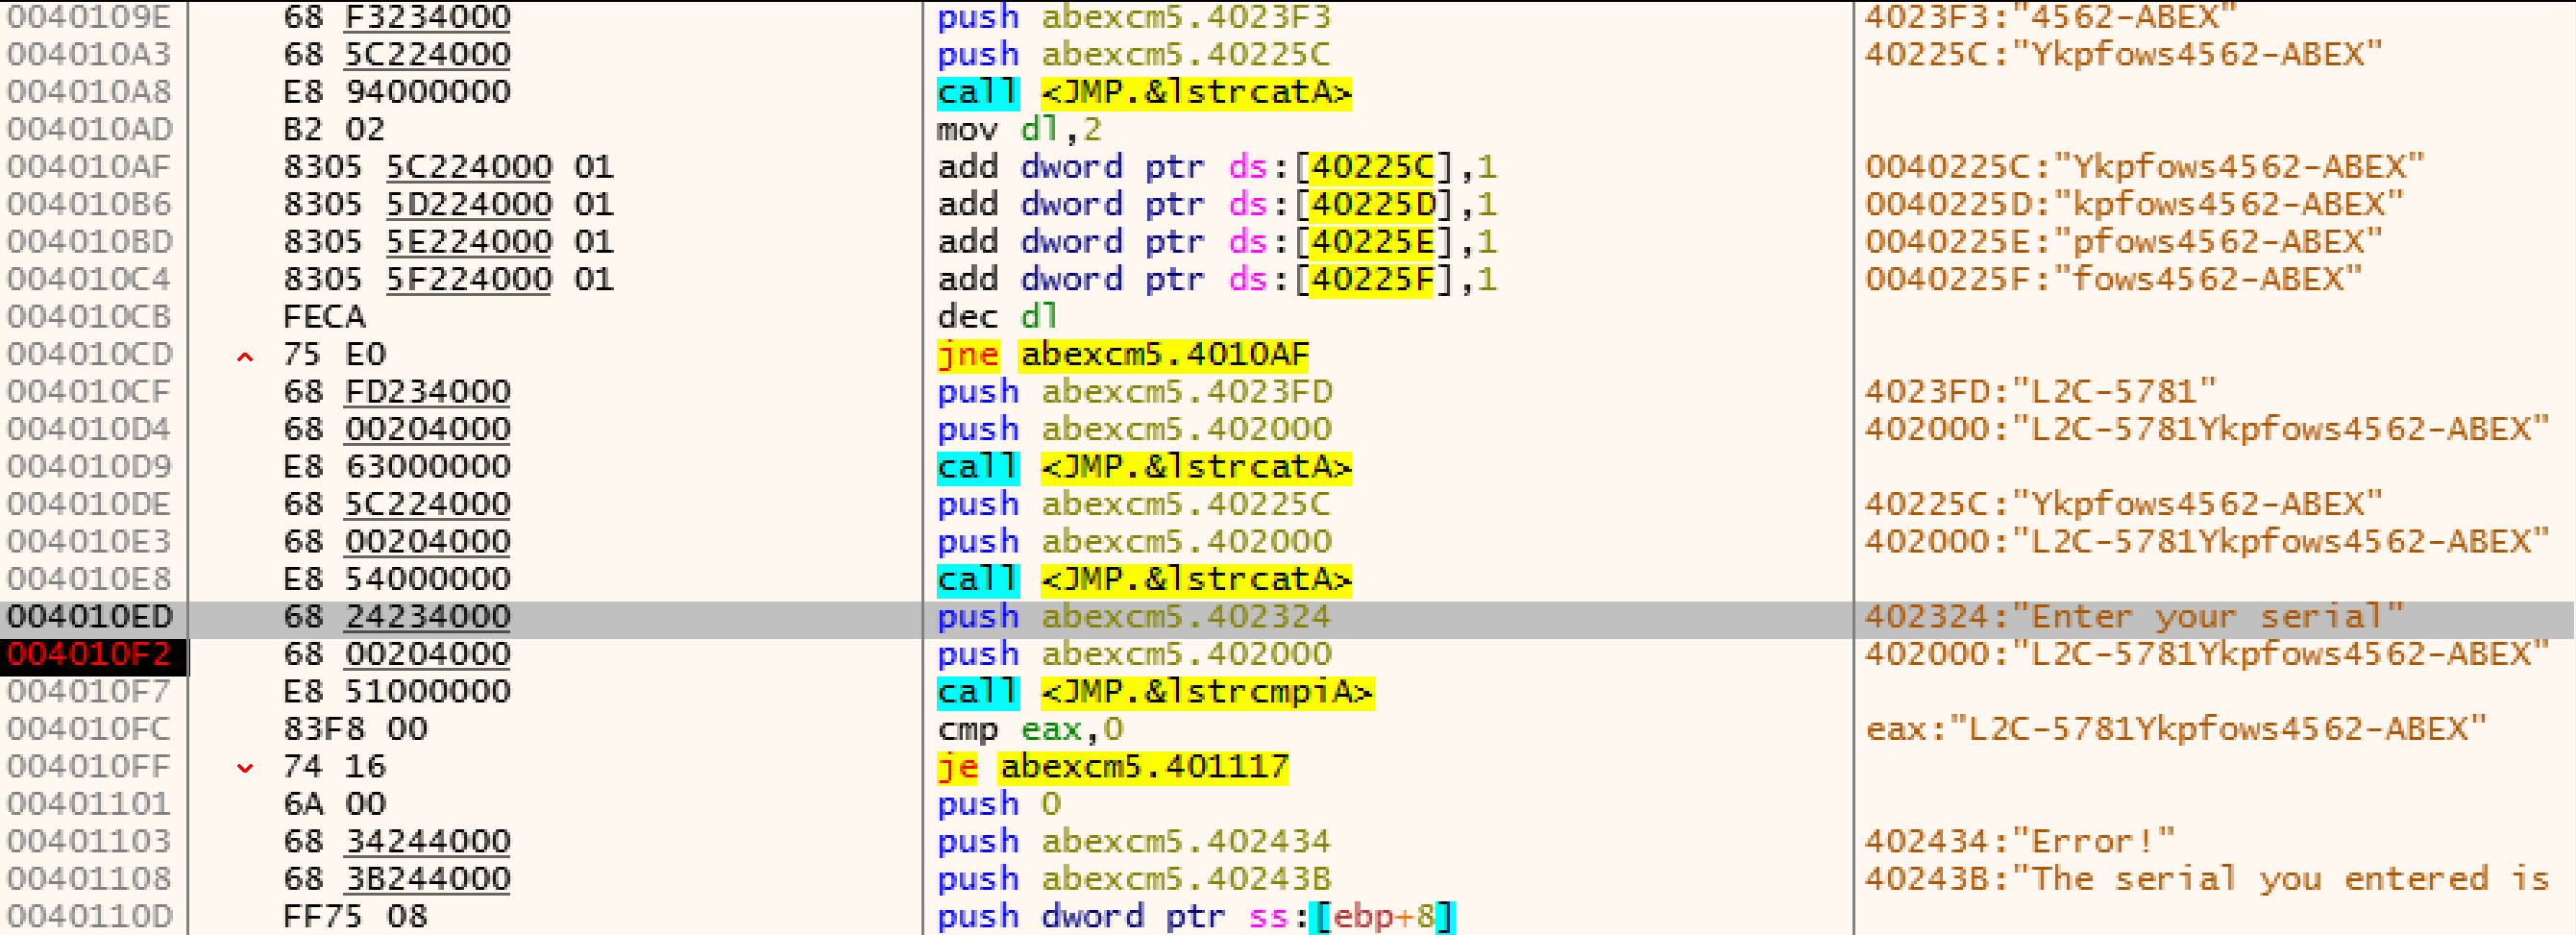 0040109E 68 F3234000 push abexcm5.4023F3 4023F3:"4562-ABEX"
004010A3 68 5C224000 push abexcm5.40225C 40225C:"Ykpfows4562-ABEX"
004010A8 E8 94000000 call <JMP.&lstrcatA>
004010AD B2 02 mov dl,2
004010AF 8305 5C224000 01 add dword ptr ds:[40225C],1 0040225C:"Ykpfows4562-ABEX"
004010B6 8305 5D224000 01 add dword ptr ds:[40225D],1 0040225D:"kpfows4562-ABEX"
004010BD 8305 5E224000 01 add dword ptr ds:[40225E],1 0040225E:"pfows4562-ABEX"
004010C4 8305 5F224000 01 add dword ptr ds:[40225F],1 0040225F:"fows4562-ABEX"
004010CB FECA dec dl
004010CD 75 E0 jne abexcm5.4010AF
004010CF 68 FD234000 push abexcm5.4023FD 4023FD:"L2C-5781"
004010D4 68 00204000 push abexcm5.402000 402000:"L2C-5781Ykpfows4562-ABEX"
004010D9 E8 63000000 call <JMP.&lstrcatA>
004010DE 68 5C224000 push abexcm5.40225C 40225C:"Ykpfows4562-ABEX"
004010E3 68 00204000 push abexcm5.402000 402000:"L2C-5781Ykpfows4562-ABEX"
004010E8 E8 54000000 call <JMP.&lstrcatA>
004010ED 68 24234000 push abexcm5.402324 402324:"Enter your serial"
004010F2 68 00204000 push abexcm5.402000 402000:"L2C-5781Ykpfows4562-ABEX"
004010F7 E8 51000000 call <JMP.&lstrcmpiA>
004010FC 83F8 00 cmp eax,0 eax:"L2C-5781Ykpfows4562-ABEX"
004010FF 74 16 je abexcm5.401117
00401101 6A 00 push 0
00401103 68 34244000 push abexcm5.402434 402434:"Error!"
00401108 68 3B244000 push abexcm5.40243B 40243B:"The serial you entered is
0040110D FF75 08 push dword ptr ss:[ebp+8]